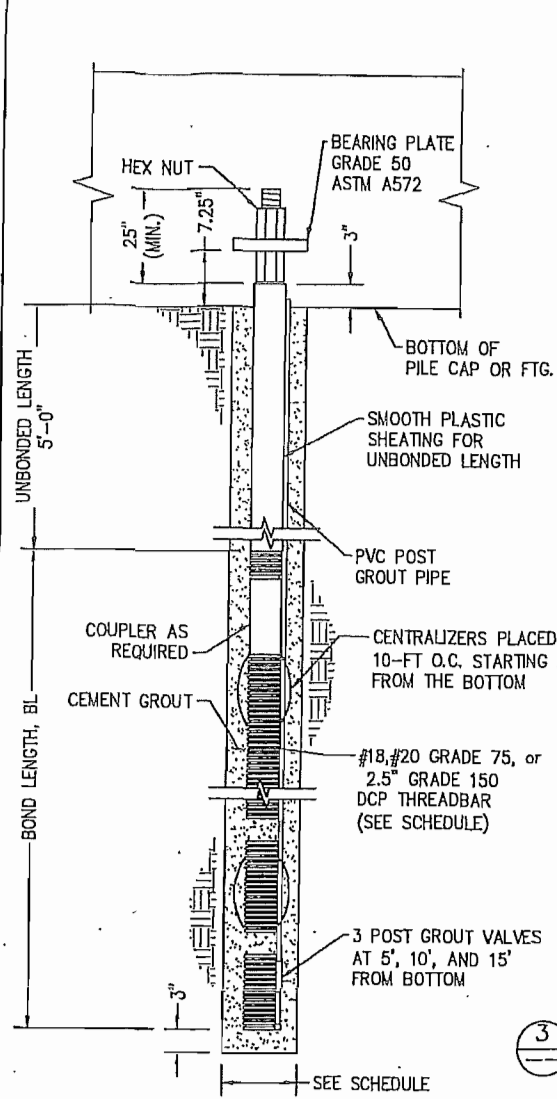 BEARING PLATE
GRADE 50
ASTM A572
HEX NUT
25"
(MIN.)
7.25"
3"
BOTTOM OF
PILE CAP OR FTG.
UNBONDED LENGTH
5'-0"
SMOOTH PLASTIC
SHEATING FOR
UNBONDED LENGTH
PVC POST
GROUT PIPE
COUPLER AS
REQUIRED
CENTRALIZERS PLACED
10-FT O.C. STARTING
FROM THE BOTTOM
CEMENT GROUT
BOND LENGTH, BL
#18,#20 GRADE 75, or
2.5" GRADE 150
DCP THREADBAR
(SEE SCHEDULE)
3 POST GROUT VALVES
AT 5', 10', AND 15'
FROM BOTTOM
3"
3
SEE SCHEDULE